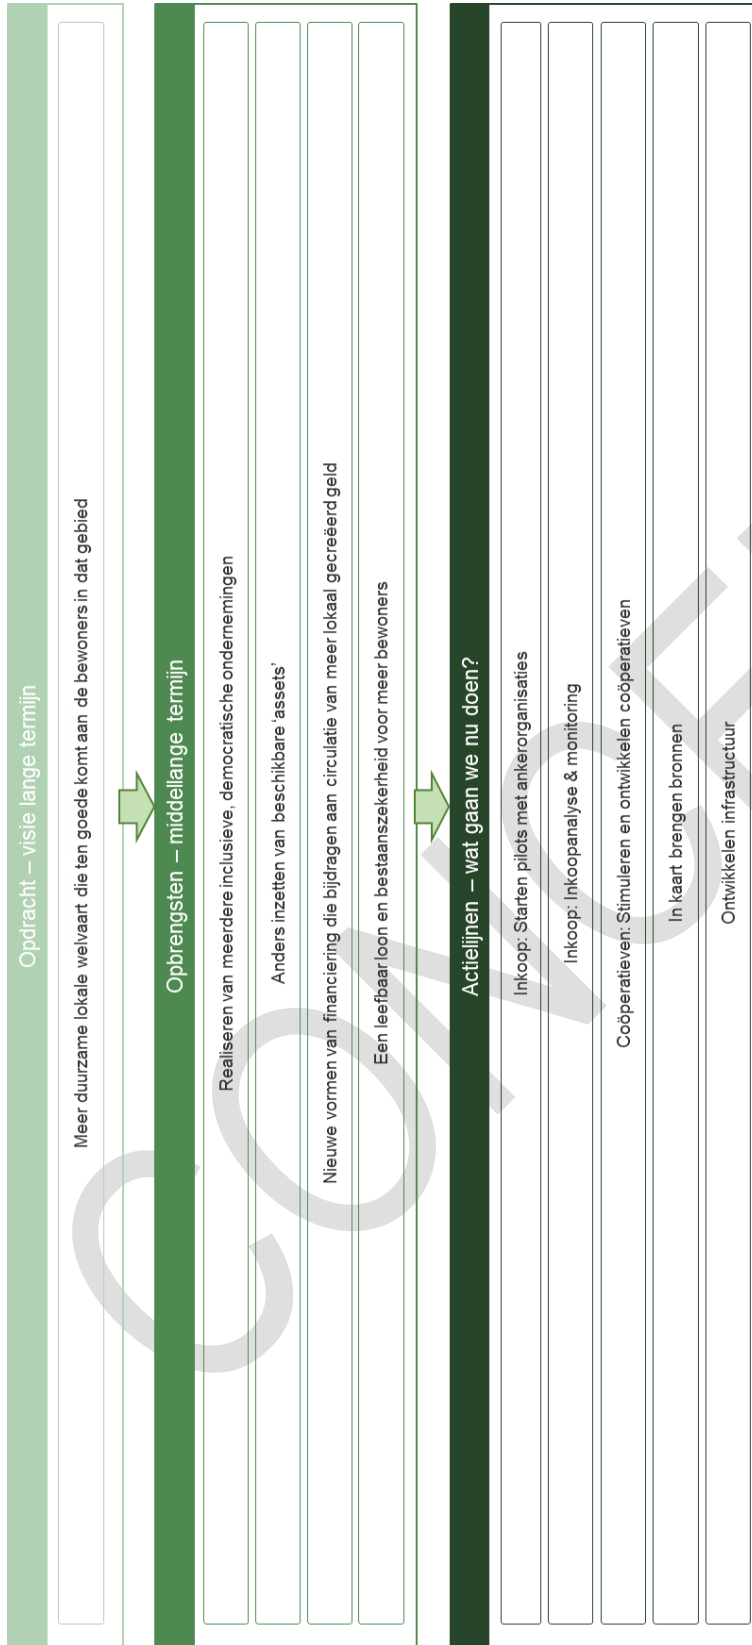 Opdracht – visie lange termijn
Meer duurzame lokale welvaart die ten goede komt aan de bewoners in dat gebied
Opbrengsten – middellange termijn
Realiseren van meerdere inclusieve, democratische ondernemingen
Anders inzetten van beschikbare 'assets'
Nieuwe vormen van financiering die bijdragen aan circulatie van meer lokaal gecreëerd geld
Een leefbaar loon en bestaanszekerheid voor meer bewoners
Actielijnen – wat gaan we nu doen?
Inkoop: Starten pilots met ankerorganisaties
Inkoop: Inkoopanalyse & monitoring
Coöperatieven: Stimuleren en ontwikkelen coöperatieven
In kaart brengen bronnen
Ontwikkelen infrastructuur